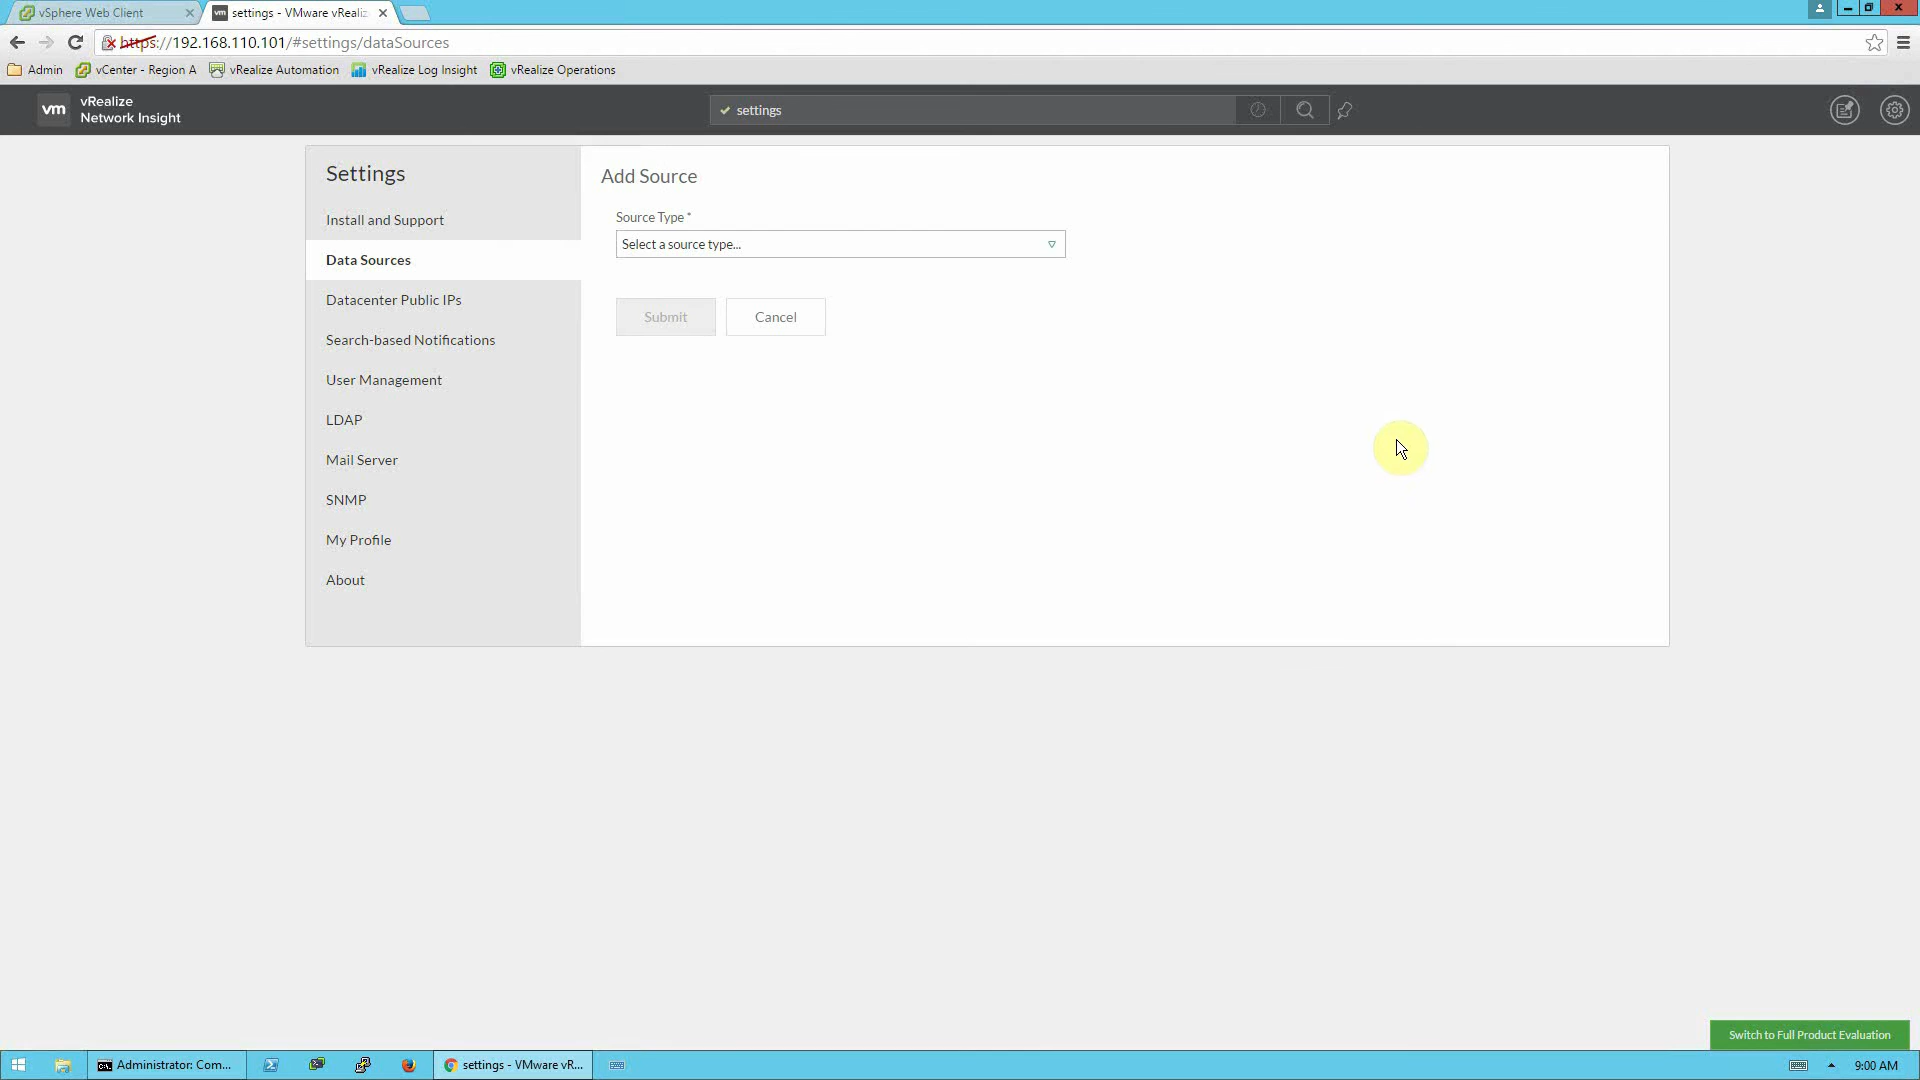 vSphere Web Client
settings - VMware vRealiz
https://192.168.110.101/#settings/dataSources
Admin
vCenter - Region A
vRealize Automation
vRealize Log Insight
vRealize Operations
vm
vRealize
Network Insight
settings
Settings
Install and Support
Data Sources
Datacenter Public IPs
Search-based Notifications
User Management
LDAP
Mail Server
SNMP
My Profile
About
Add Source
Source Type *
Select a source type...
Submit
Cancel
Switch to Full Product Evaluation
Administrator: Com...
settings - VMware vR...
9:00 AM